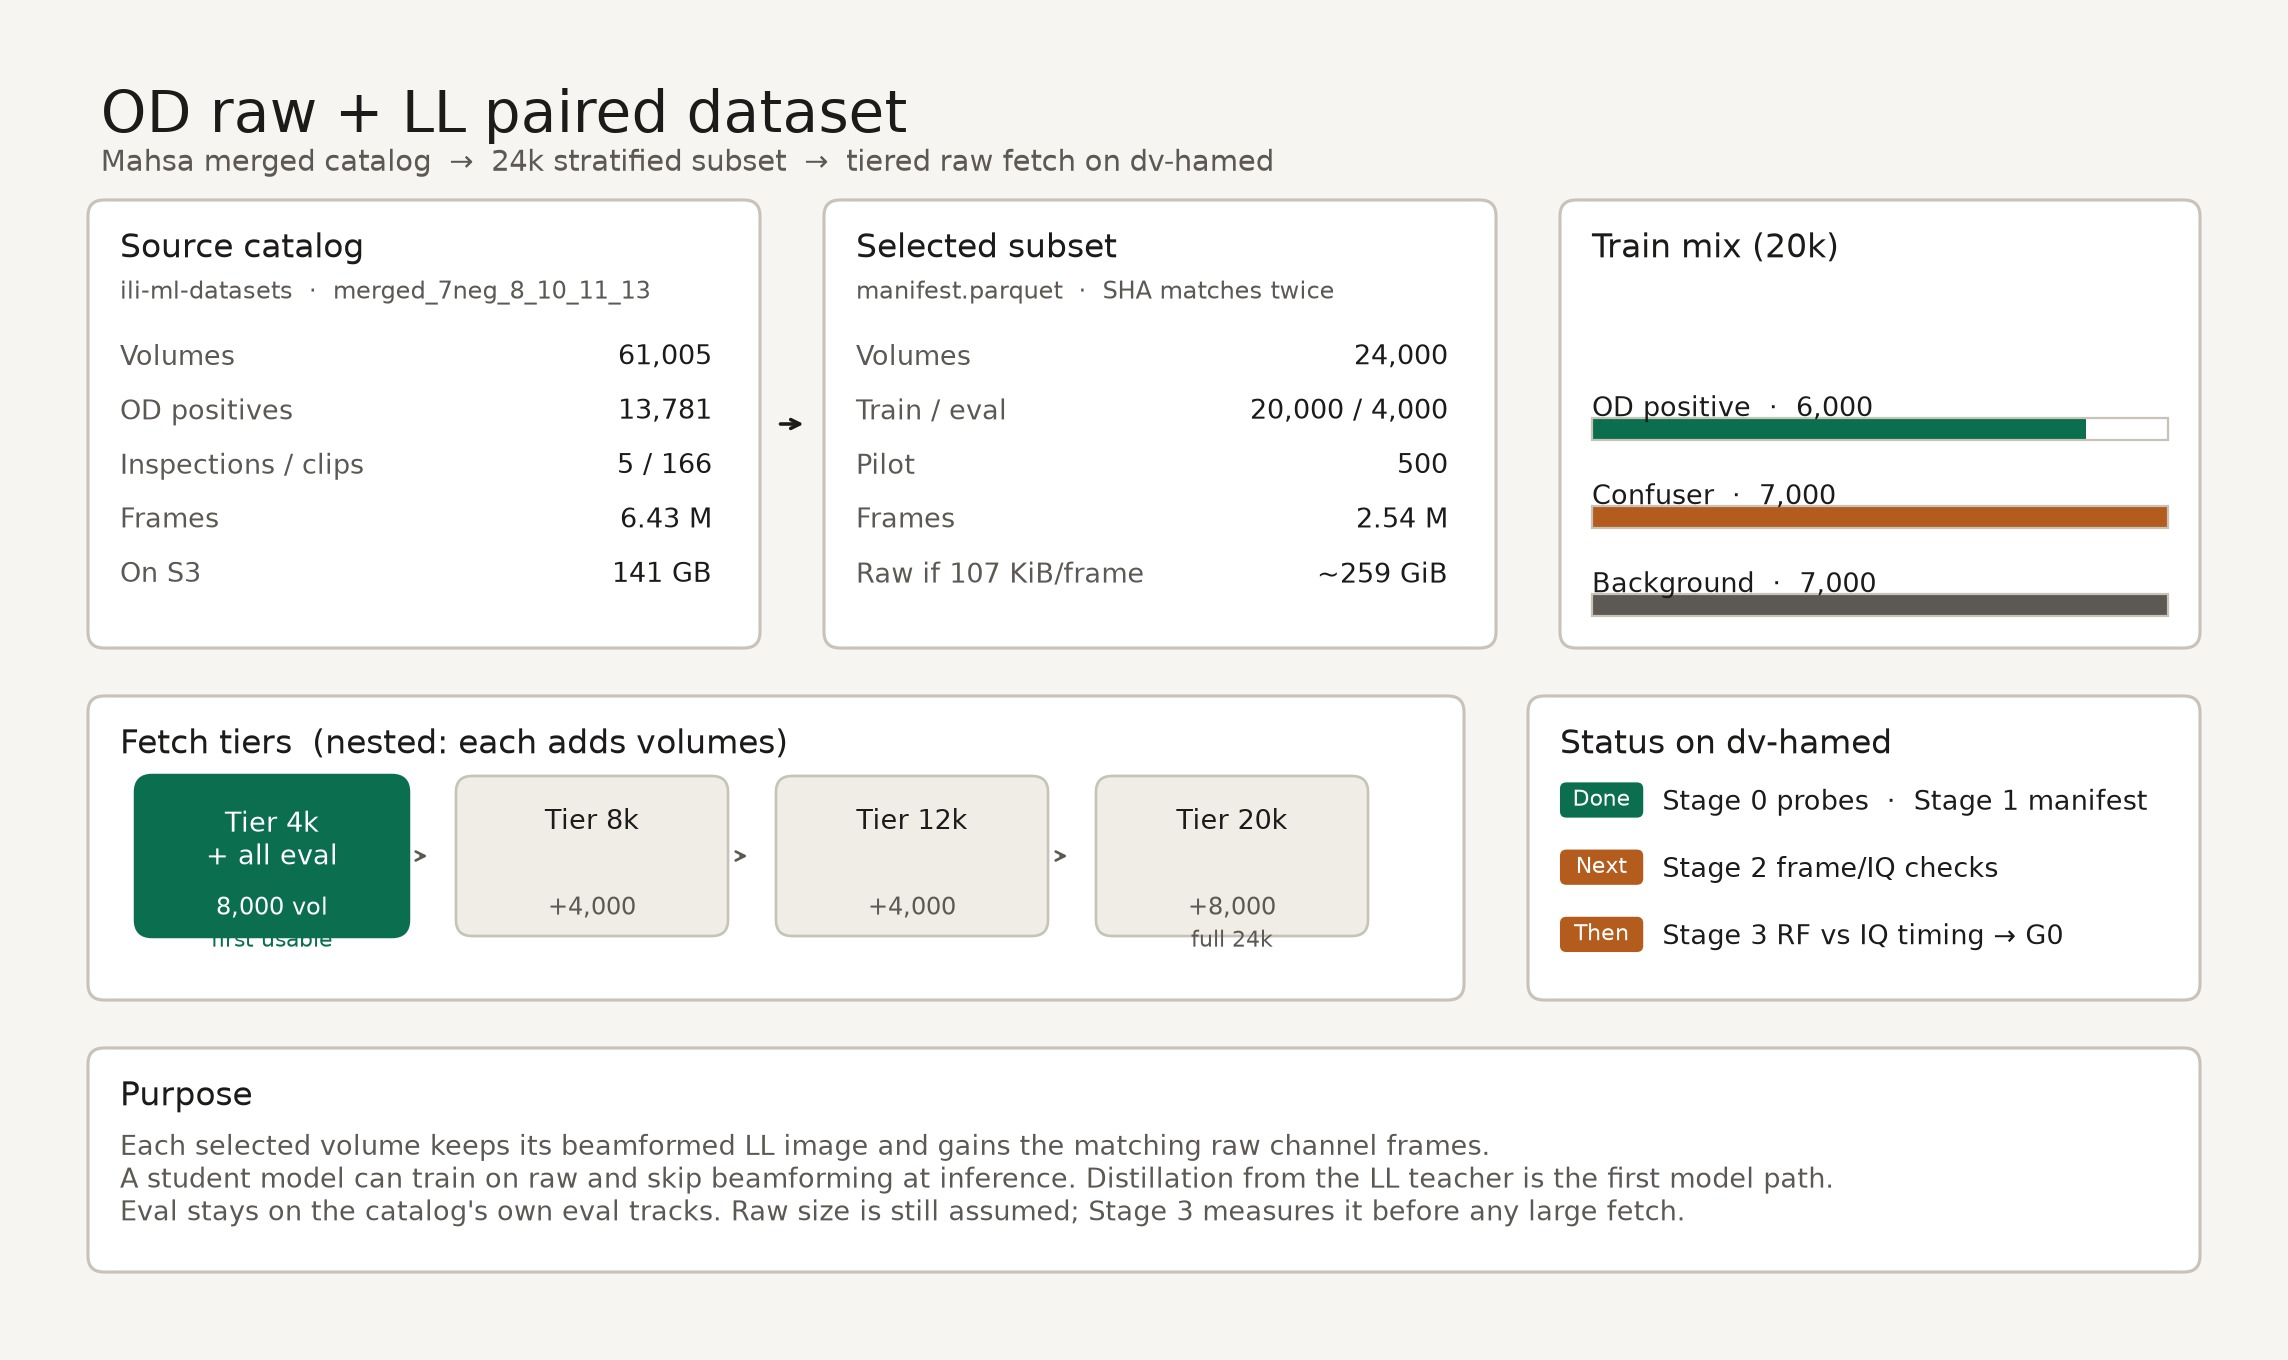 OD raw + LL paired dataset
Mahsa merged catalog → 24k stratified subset → tiered raw fetch on dv-hamed
Source catalog
ili-ml-datasets · merged_7neg_8_10_11_13
Volumes 61,005
OD positives 13,781
Inspections / clips 5 / 166
Frames 6.43 M
On S3 141 GB
Selected subset
manifest.parquet · SHA matches twice
Volumes 24,000
Train / eval 20,000 / 4,000
Pilot 500
Frames 2.54 M
Raw if 107 KiB/frame ~259 GiB
Train mix (20k)
OD positive · 6,000
Confuser · 7,000
Background · 7,000
Fetch tiers (nested: each adds volumes)
Tier 4k
+ all eval
8,000 vol
first usable
Tier 8k
+4,000
Tier 12k
+4,000
Tier 20k
+8,000
full 24k
Status on dv-hamed
Done Stage 0 probes · Stage 1 manifest
Next Stage 2 frame/IQ checks
Then Stage 3 RF vs IQ timing → G0
Purpose
Each selected volume keeps its beamformed LL image and gains the matching raw channel frames.
A student model can train on raw and skip beamforming at inference. Distillation from the LL teacher is the first model path.
Eval stays on the catalog's own eval tracks. Raw size is still assumed; Stage 3 measures it before any large fetch.